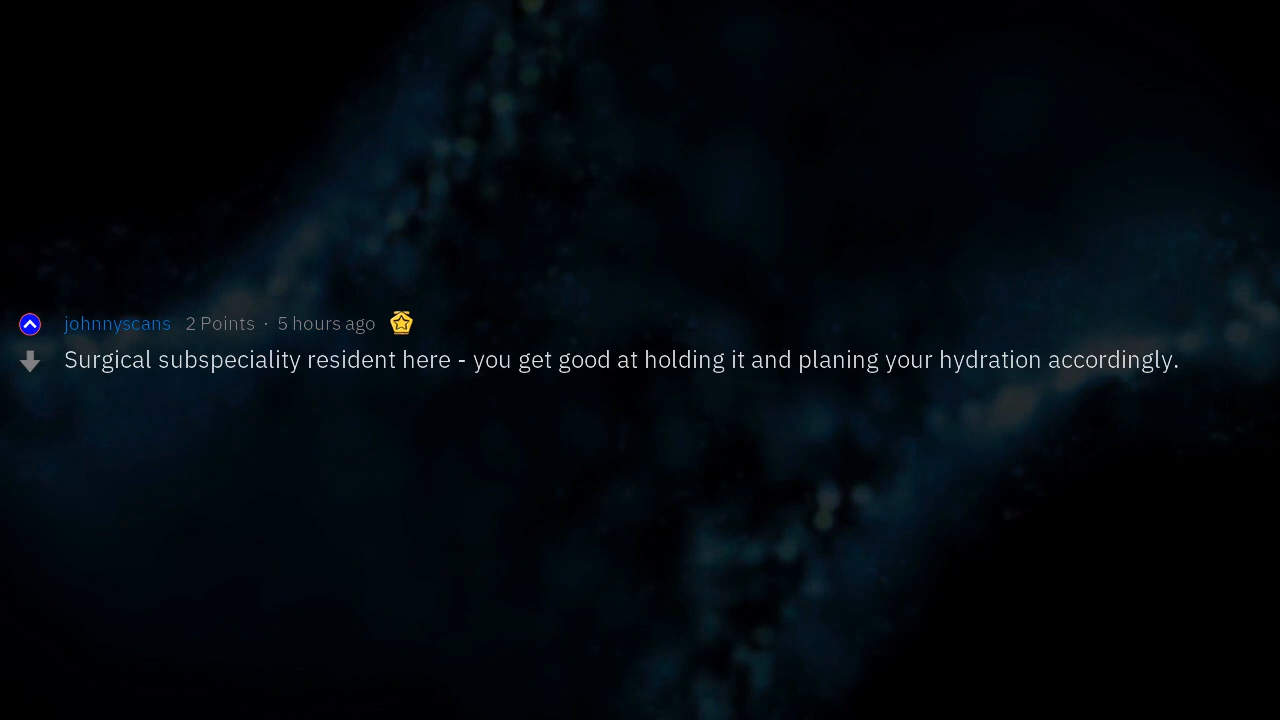 johnnyscans 2 Points · 5 hours ago
Surgical subspeciality resident here - you get good at holding it and planing your hydration accordingly.